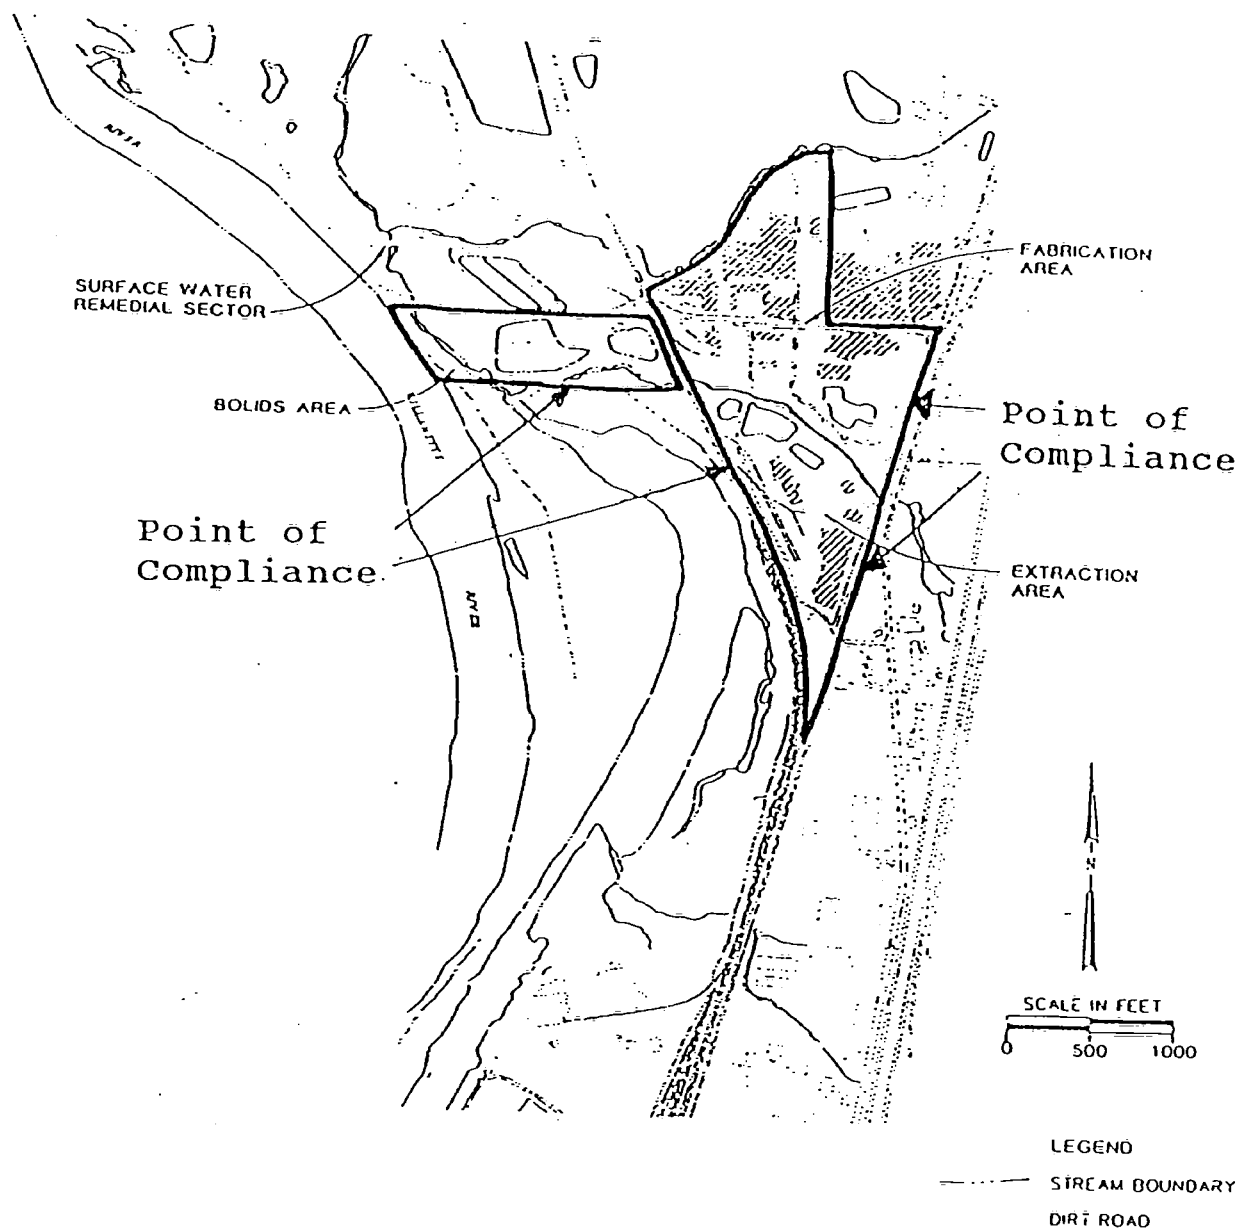 SURFACE WATER
REMEDIAL SECTOR
FABRICATION
AREA
SOLIDS AREA
Point of
Compliance
Point of
Compliance
EXTRACTION
AREA
N
SCALE IN FEET
0 500 1000
LEGEND
STREAM BOUNDARY
DIRT ROAD